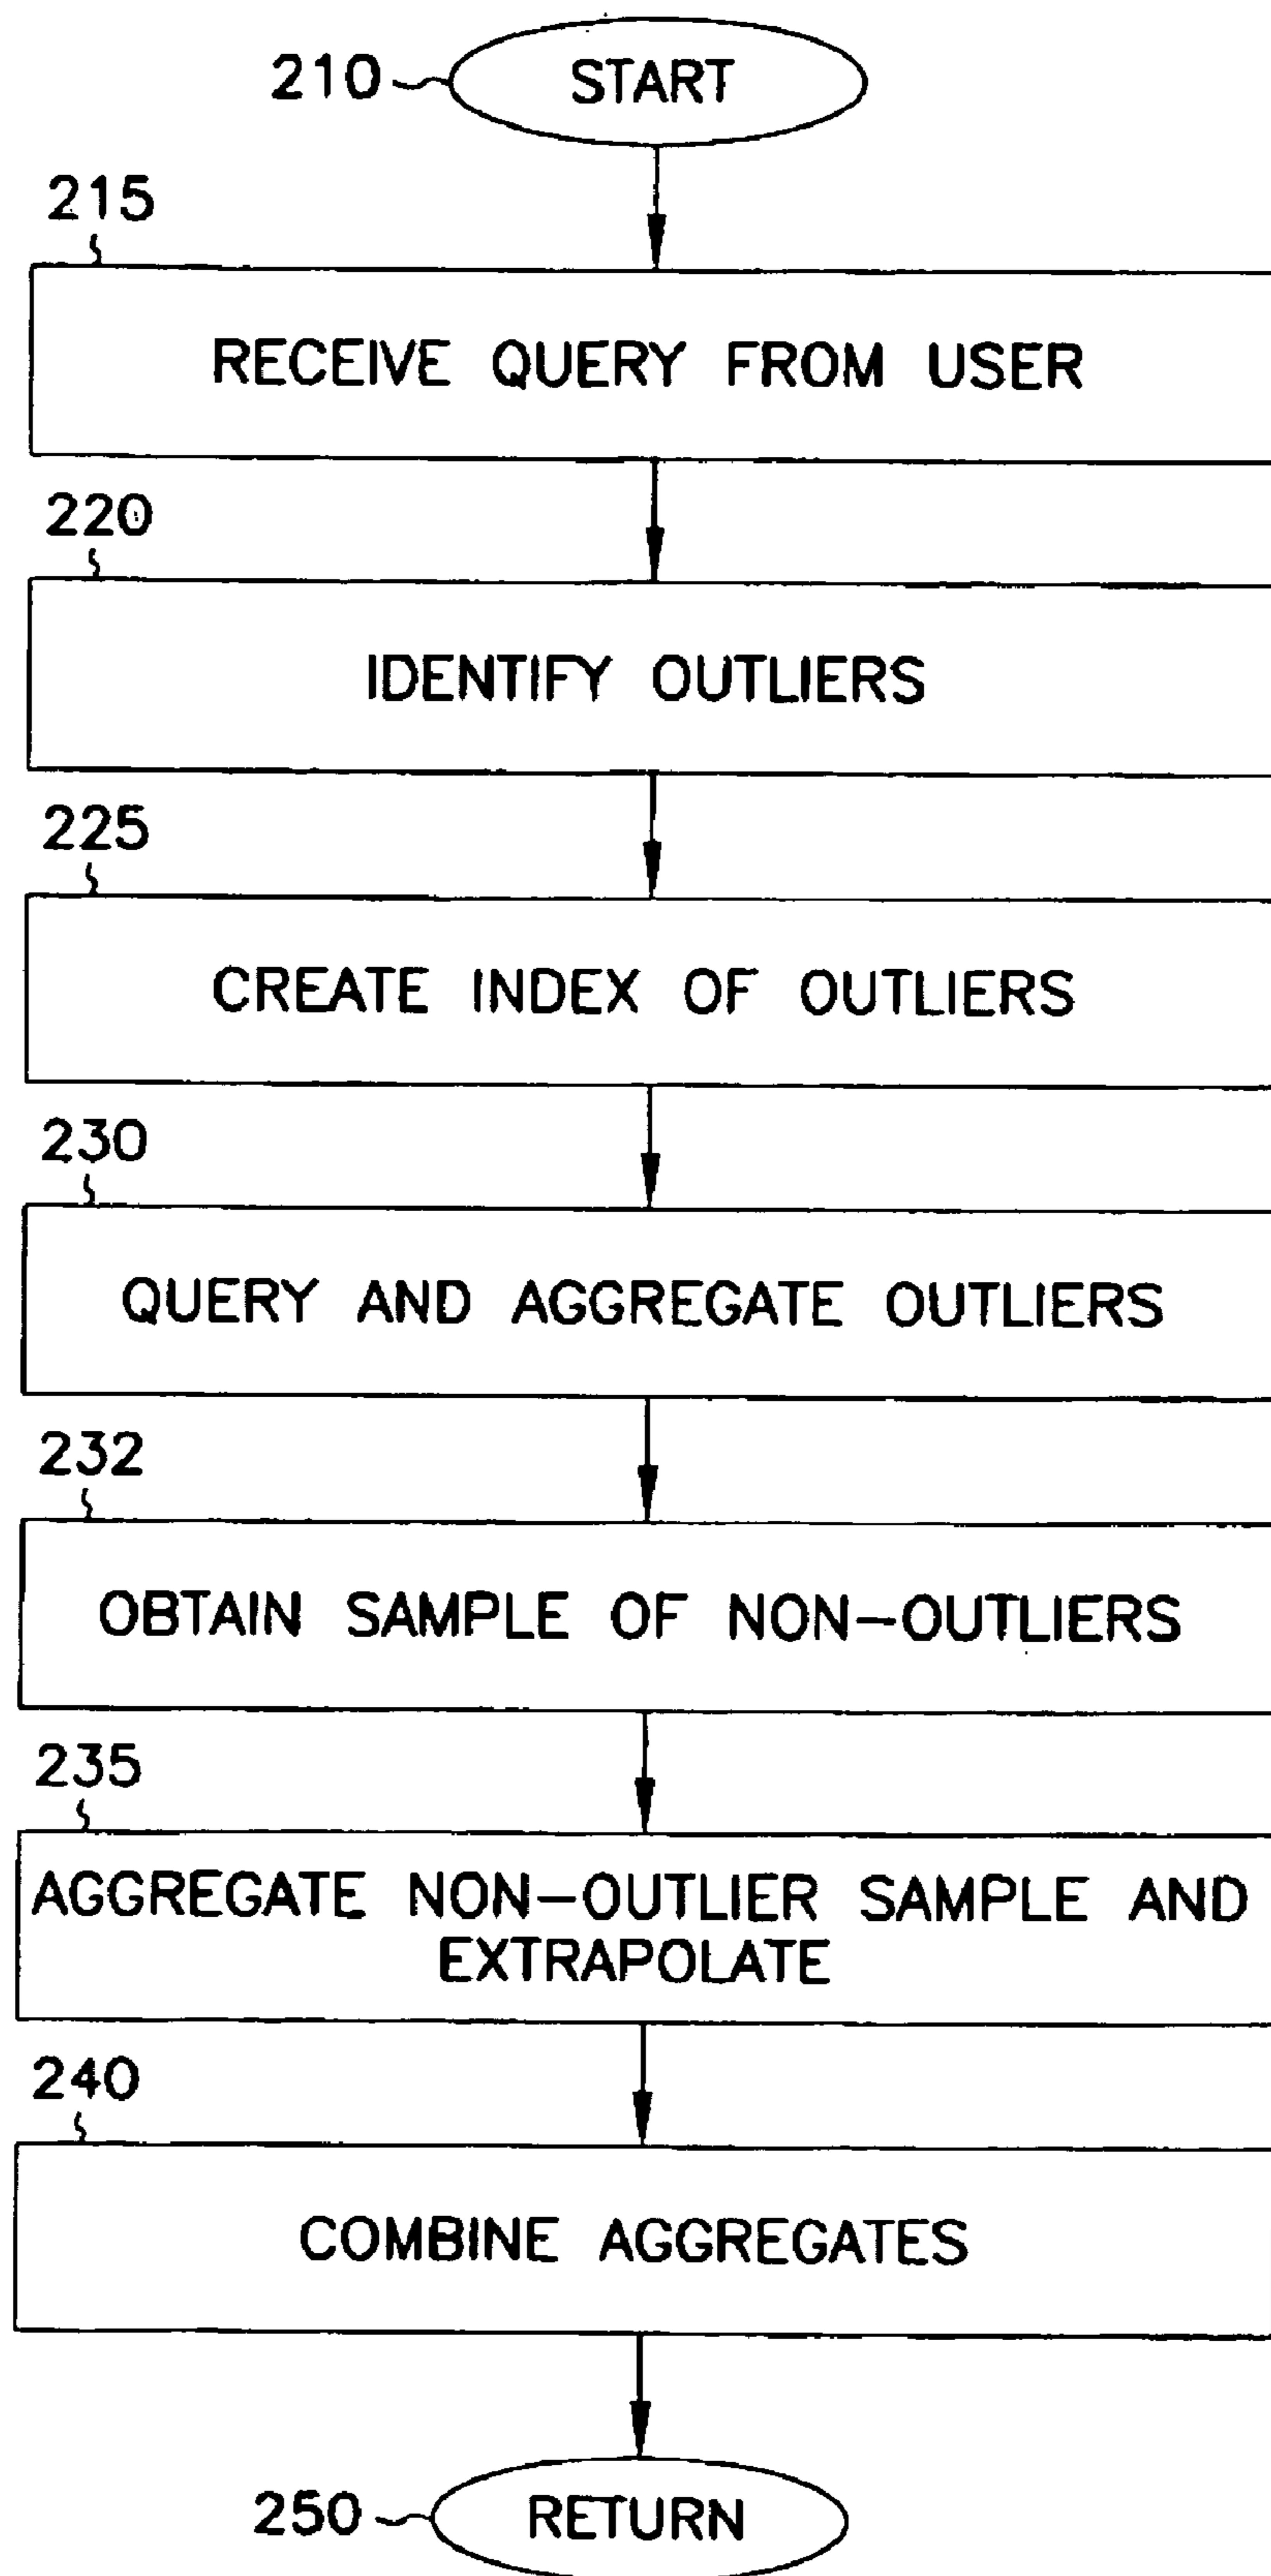 210 START
215
RECEIVE QUERY FROM USER
220
IDENTIFY OUTLIERS
225
CREATE INDEX OF OUTLIERS
230
QUERY AND AGGREGATE OUTLIERS
232
OBTAIN SAMPLE OF NON-OUTLIERS
235
AGGREGATE NON-OUTLIER SAMPLE AND
EXTRAPOLATE
240
COMBINE AGGREGATES
250 RETURN